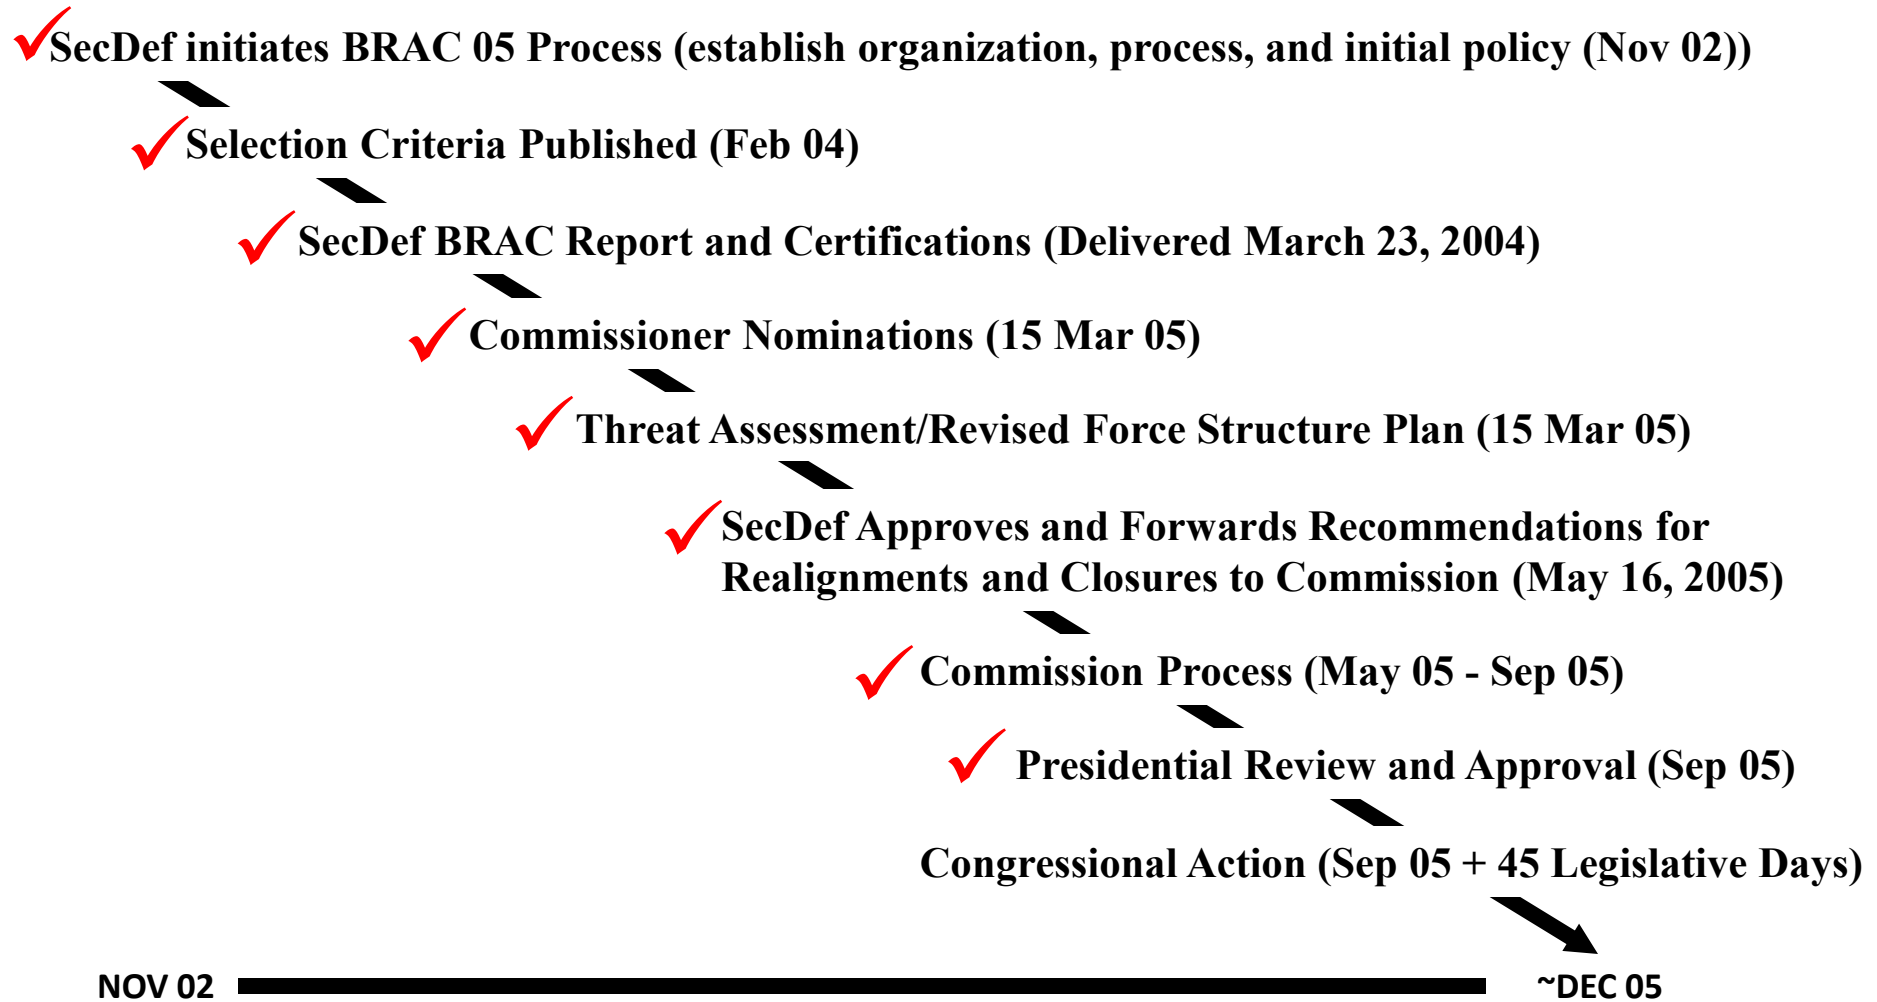 SecDef initiates BRAC 05 Process (establish organization, process, and initial policy (Nov 02))
Selection Criteria Published (Feb 04)
SecDef BRAC Report and Certifications (Delivered March 23, 2004)
Commissioner Nominations (15 Mar 05)
Threat Assessment/Revised Force Structure Plan (15 Mar 05)
SecDef Approves and Forwards Recommendations for
Realignments and Closures to Commission (May 16, 2005)
Commission Process (May 05 - Sep 05)
Presidential Review and Approval (Sep 05)
Congressional Action (Sep 05 + 45 Legislative Days)
NOV 02
~DEC 05